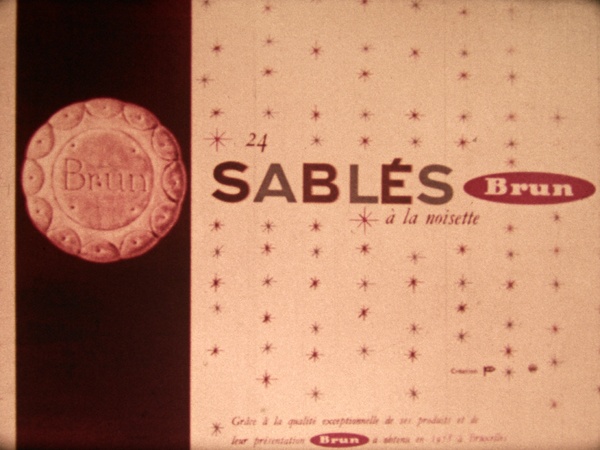 Brun
24
SABLÉS Brun
à la noisette
Création P
Grâce à la qualité exceptionnelle de ses produits et de
leur présentation Brun a obtenu en 1958 à Bruxelles